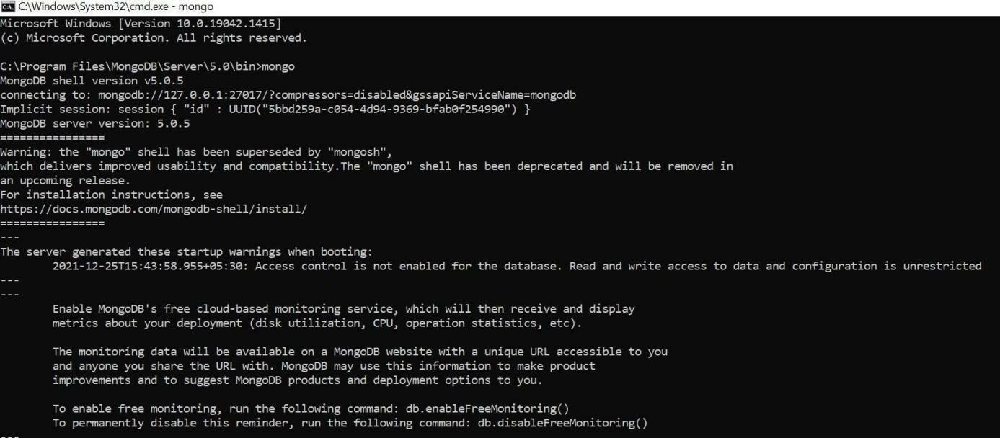 C:\Windows\System32\cmd.exe - mongo
Microsoft Windows [Version 10.0.19042.1415]
(c) Microsoft Corporation. All rights reserved.
C:\Program Files\MongoDB\Server\5.0\bin>mongo
MongoDB shell version v5.0.5
connecting to: mongodb://127.0.0.1:27017/?compressors=disabled&gssapiServiceName=mongodb
Implicit session: session { "id" : UUID("5bbd259a-c054-4d94-9369-bfab0f254990") }
MongoDB server version: 5.0.5
================
Warning: the "mongo" shell has been superseded by "mongosh",
which delivers improved usability and compatibility.The "mongo" shell has been deprecated and will be removed in
an upcoming release.
For installation instructions, see
https://docs.mongodb.com/mongodb-shell/install/
================
---
The server generated these startup warnings when booting:
2021-12-25T15:43:58.955+05:30: Access control is not enabled for the database. Read and write access to data and configuration is unrestricted
---
---
Enable MongoDB's free cloud-based monitoring service, which will then receive and display
metrics about your deployment (disk utilization, CPU, operation statistics, etc).
The monitoring data will be available on a MongoDB website with a unique URL accessible to you
and anyone you share the URL with. MongoDB may use this information to make product
improvements and to suggest MongoDB products and deployment options to you.
To enable free monitoring, run the following command: db.enableFreeMonitoring()
To permanently disable this reminder, run the following command: db.disableFreeMonitoring()
---